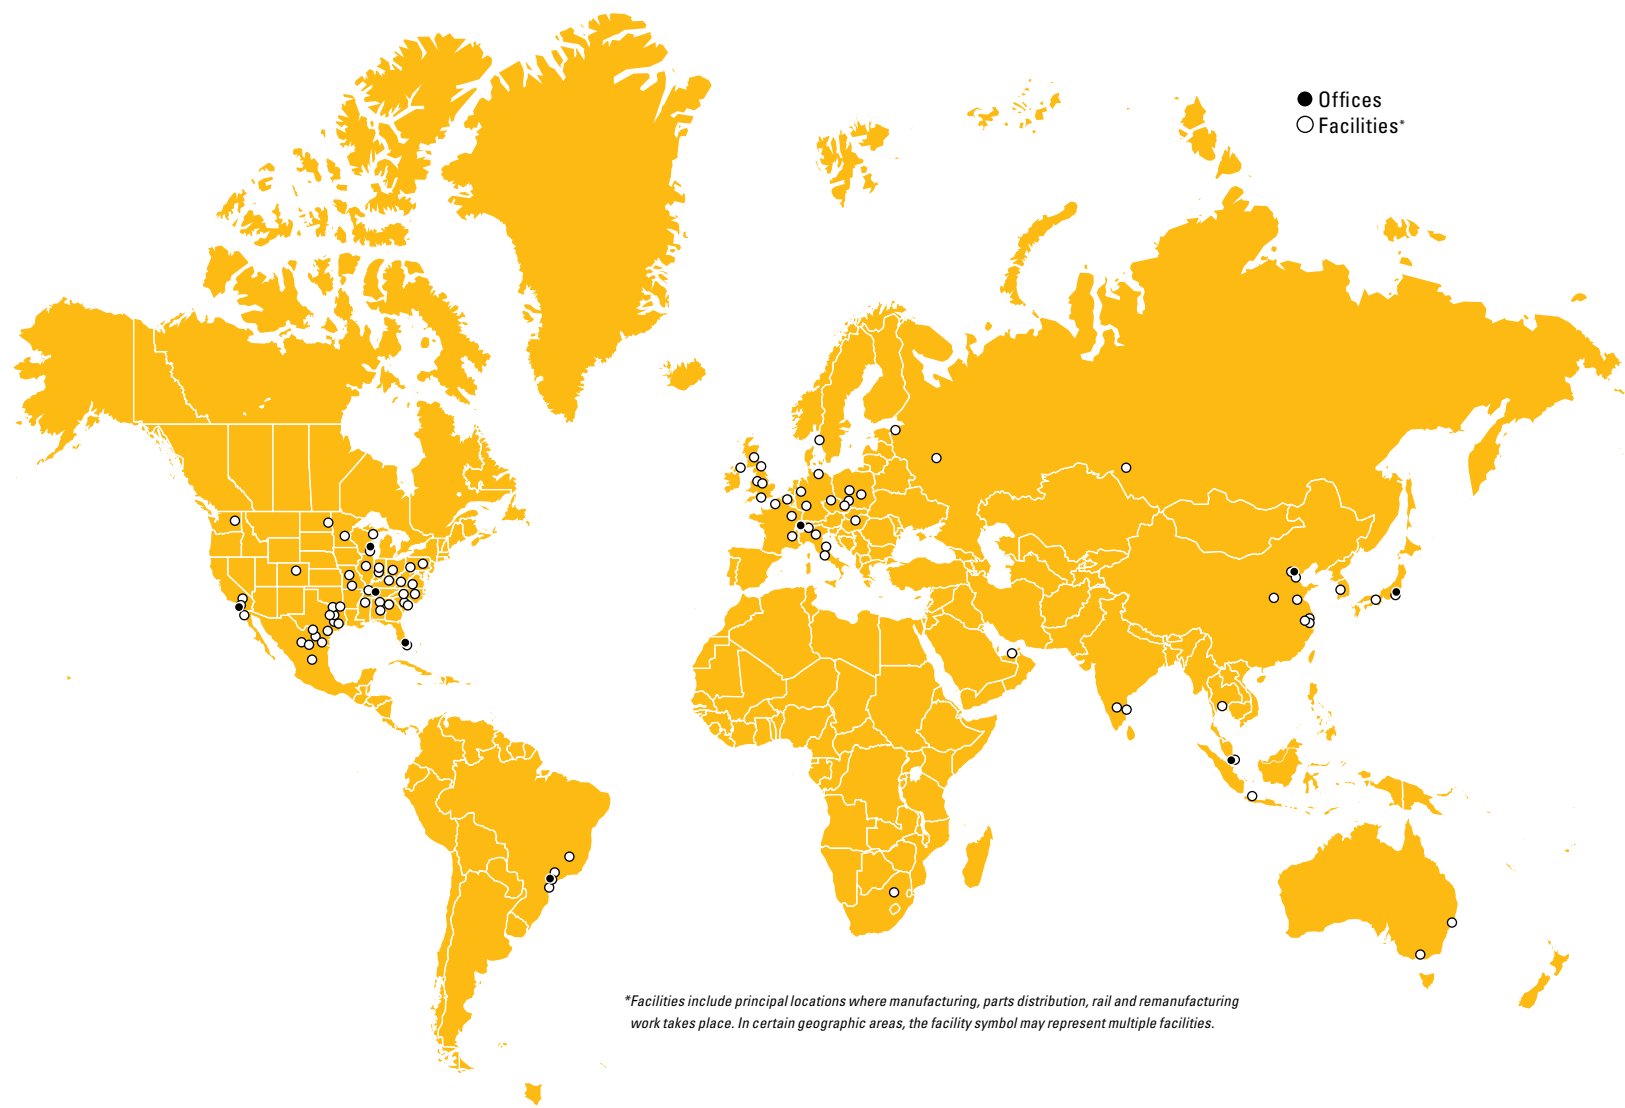 Offices
Facilities*
*Facilities include principal locations where manufacturing, parts distribution, rail and remanufacturing
work takes place. In certain geographic areas, the facility symbol may represent multiple facilities.